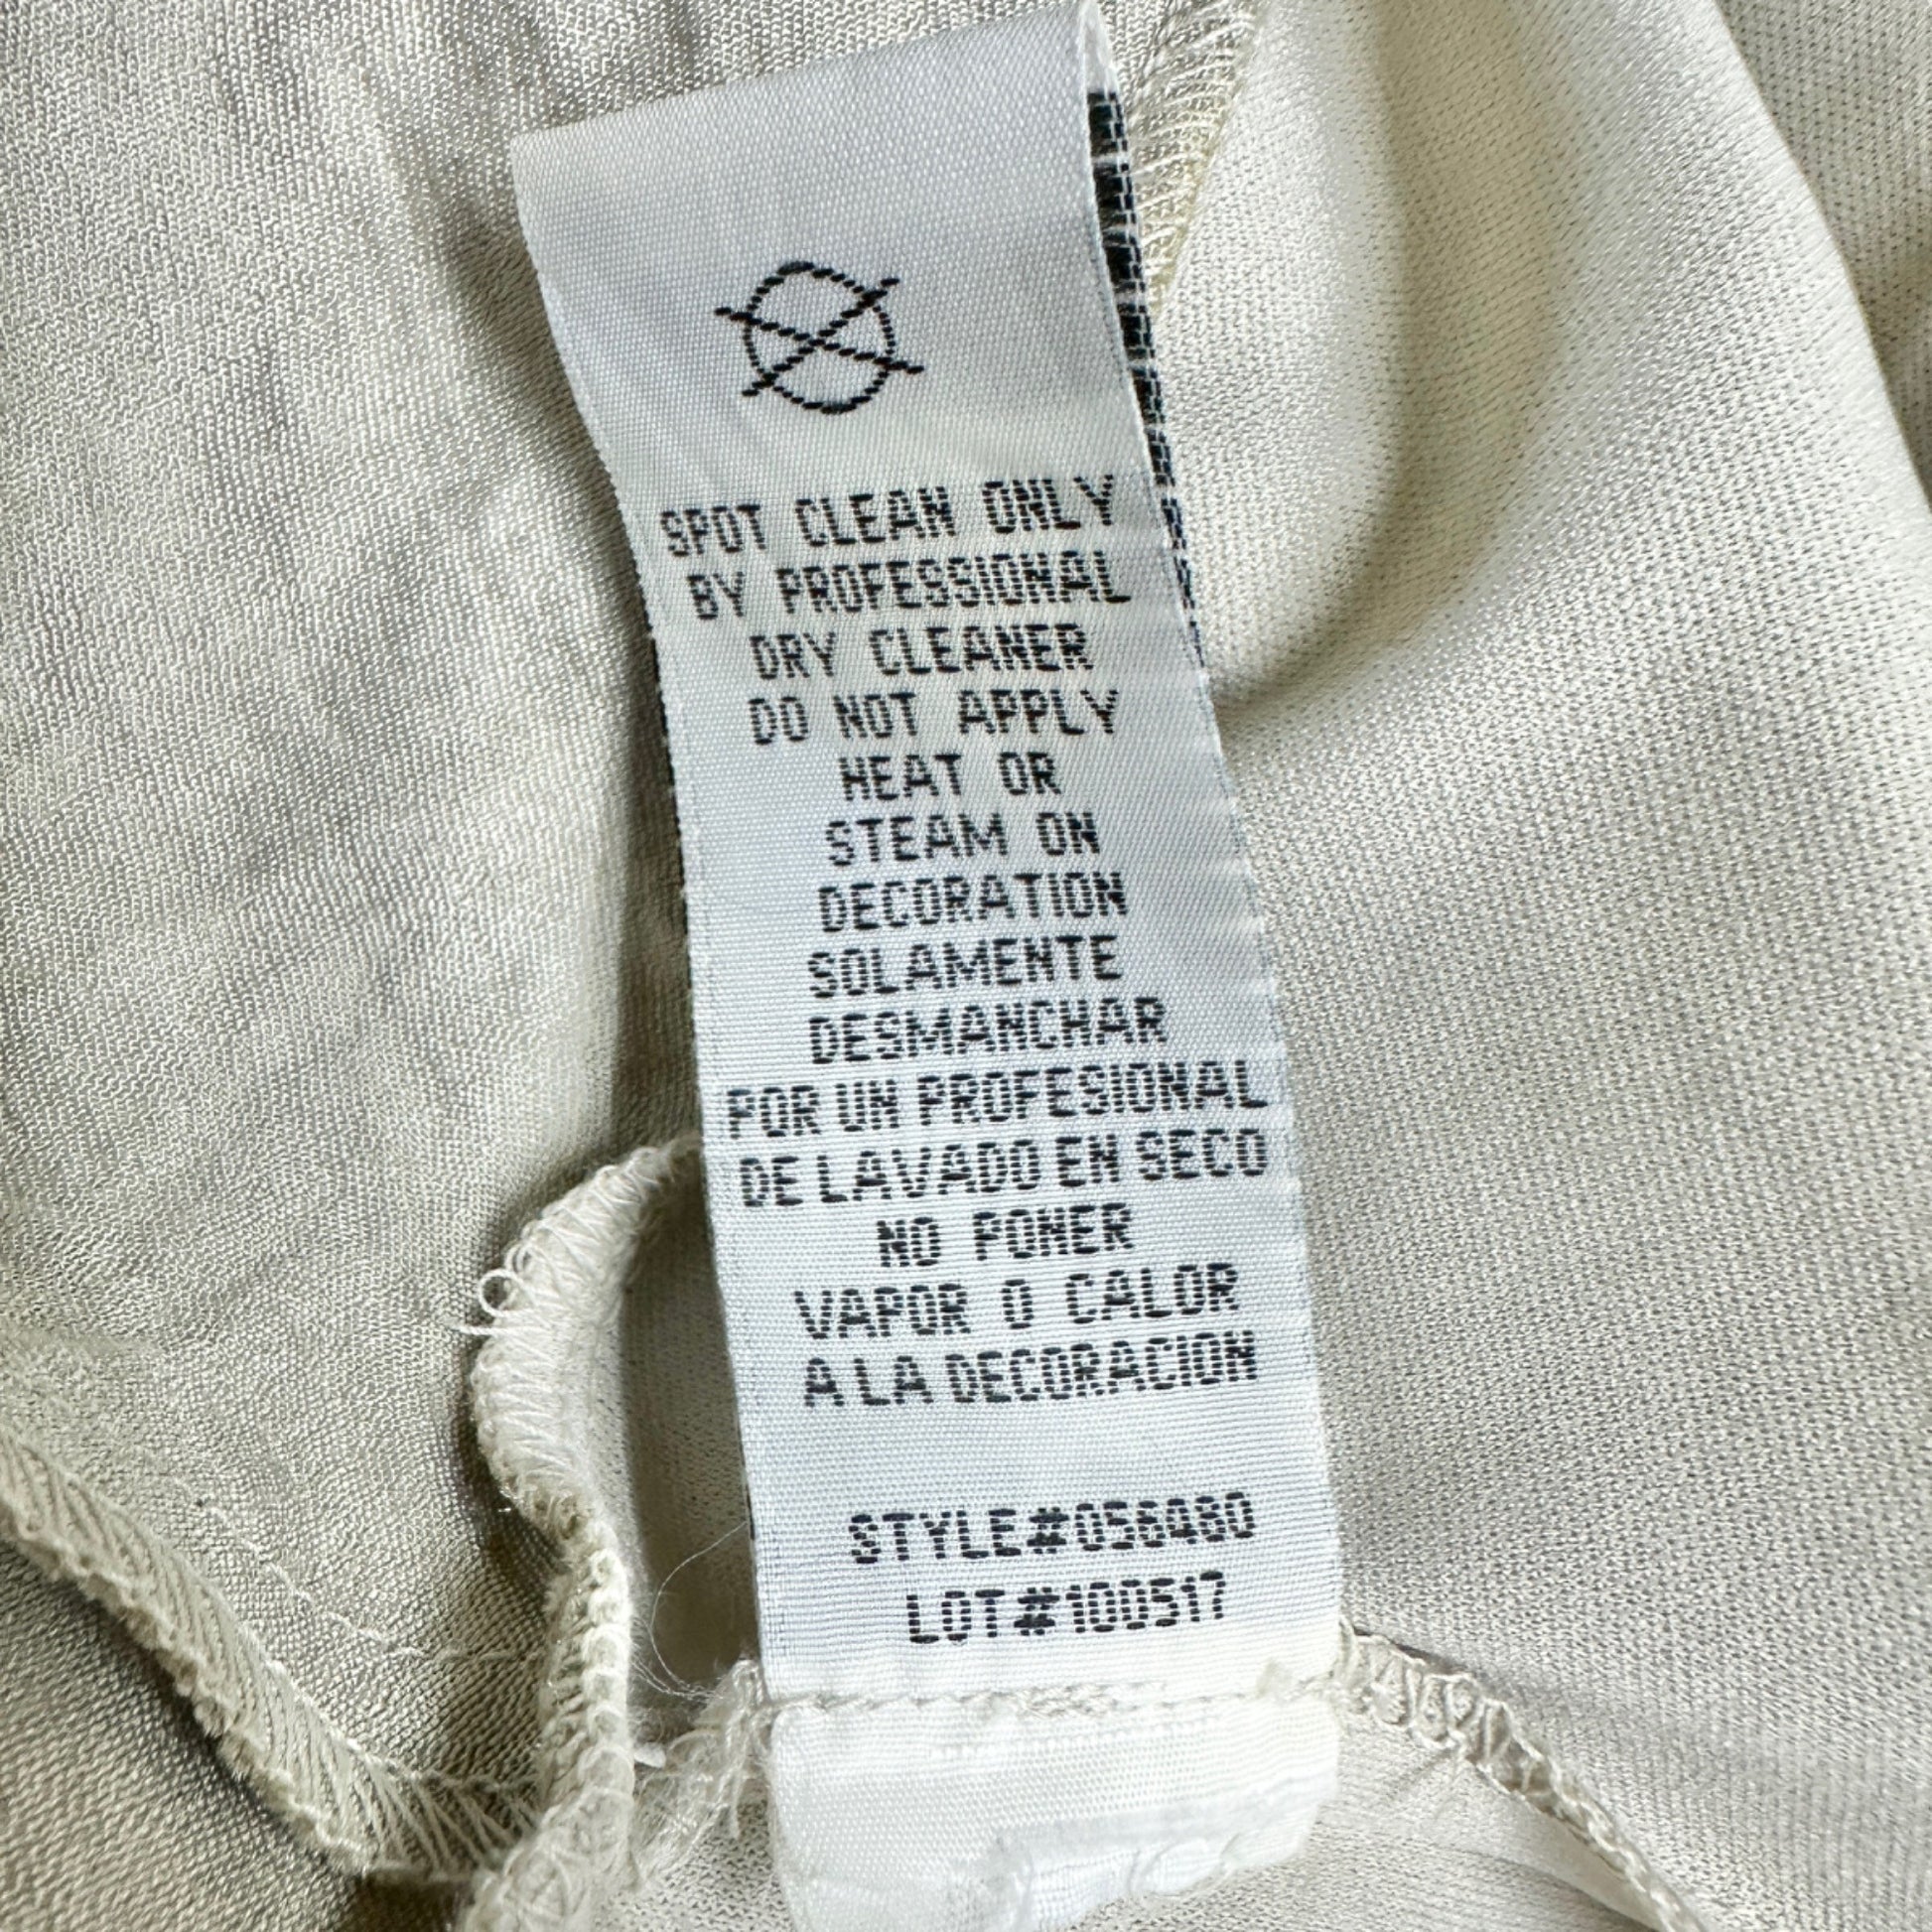 SPOT CLEAN ONLY
BY PROFESSIONAL
DRY CLEANER
DO NOT APPLY
HEAT OR
STEAM ON
DECORATION
SOLAMENTE
DESMANCHAR
POR UN PROFESIONAL
DE LAVADO EN SECO
NO PONER
VAPOR O CALOR
A LA DECORACION
STYLE#056480
LOT#100517